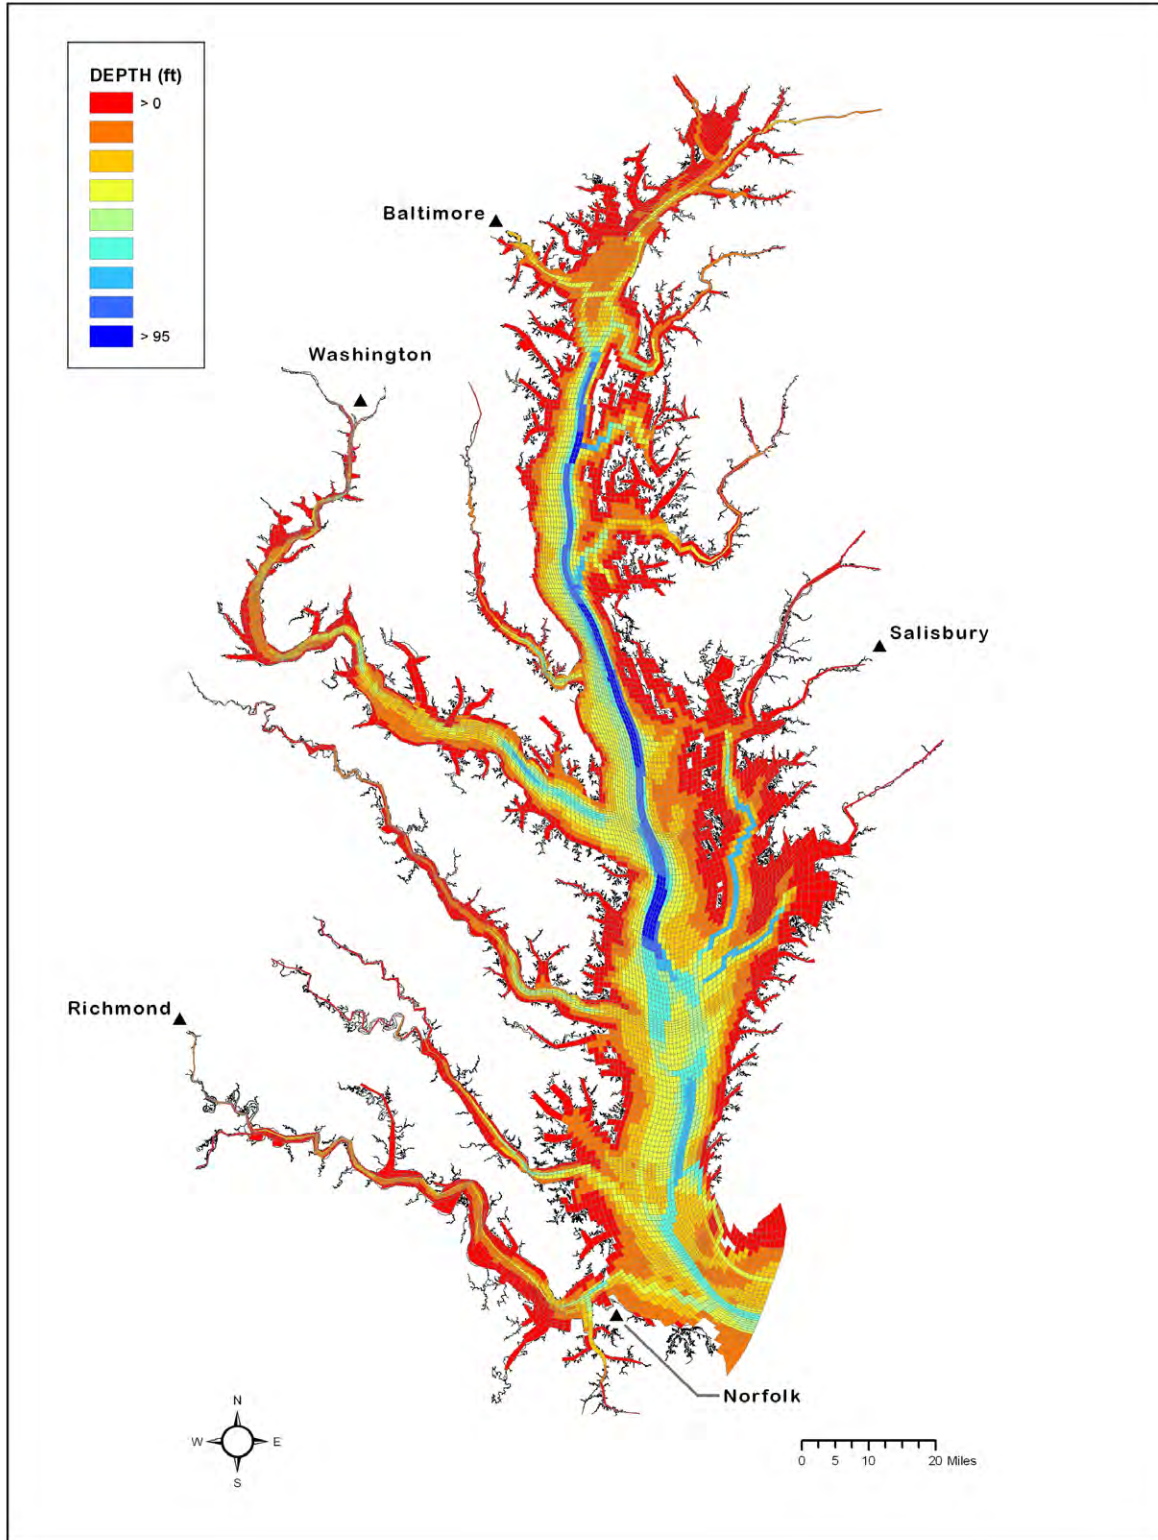 DEPTH (ft)
> 0
> 95
Baltimore
Washington
Salisbury
Richmond
Norfolk
N
W E
S
0 5 10 20 Miles